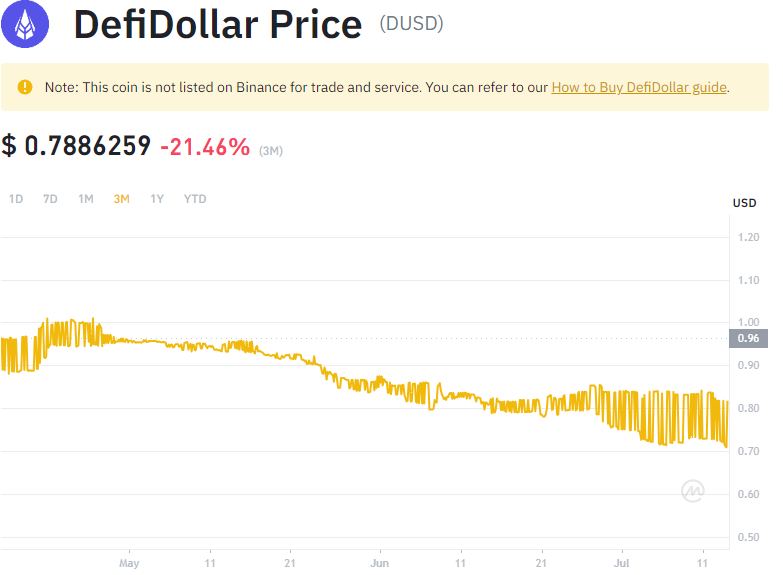 DefiDollar Price (DUSD)
Note: This coin is not listed on Binance for trade and service. You can refer to our How to Buy DefiDollar guide.
$ 0.7886259 -21.46% (3M)
1D 7D 1M 3M 1Y YTD
USD
1.20
1.10
1.00
0.96
0.90
0.80
0.70
0.60
0.50
May 11 21 Jun 11 21 Jul 11